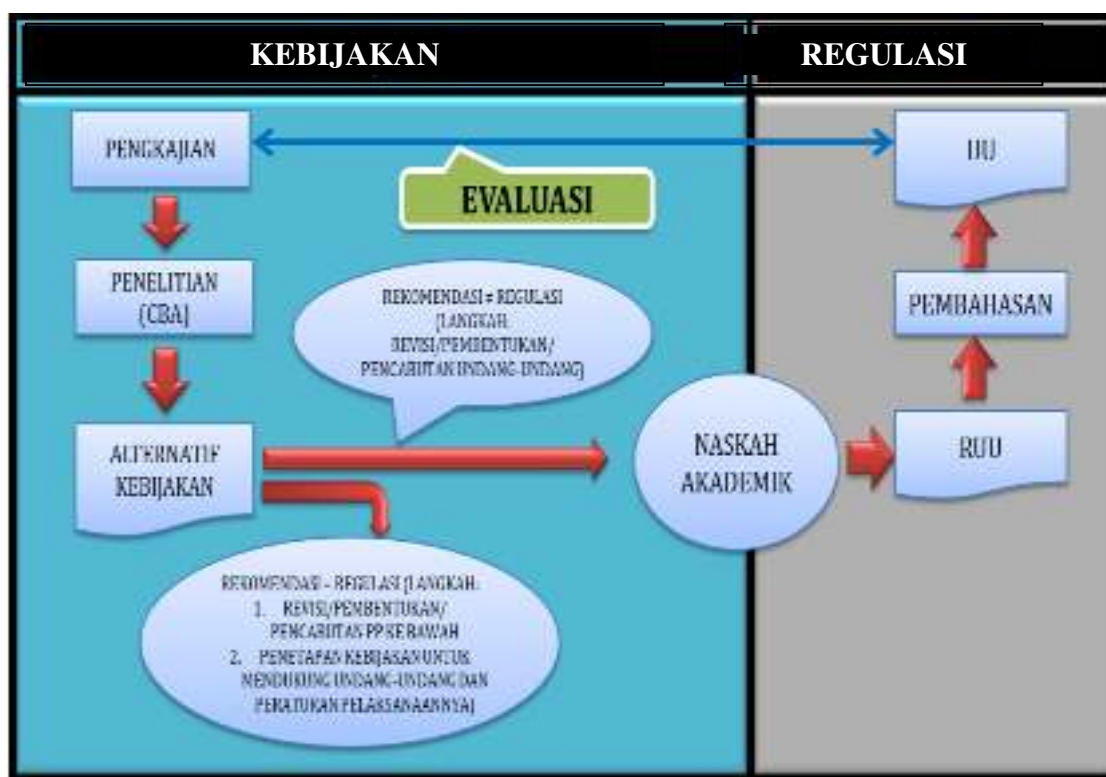 KEBIJAKAN
REGULASI
PENGKAJIAN
UU
EVALUASI
PENELITIAN
(CBA)
REKOMENDASI ≠ REGULASI
(LANGKAH:
REVISI/PEMBENTUKAN/
PENCABUTAN UNDANG-UNDANG)
PEMBAHASAN
ALTERNATIF
KEBIJAKAN
NASKAH
AKADEMIK
RUU
REKOMENDASI – REGULASI (LANGKAH:
1. REVISI/PEMBENTUKAN/
PENCABUTAN PP KE BAWAH
2. PENETAPAN KEBIJAKAN UNTUK
MENDUKUNG UNDANG-UNDANG DAN
PERATURAN PELAKSANAANNYA)